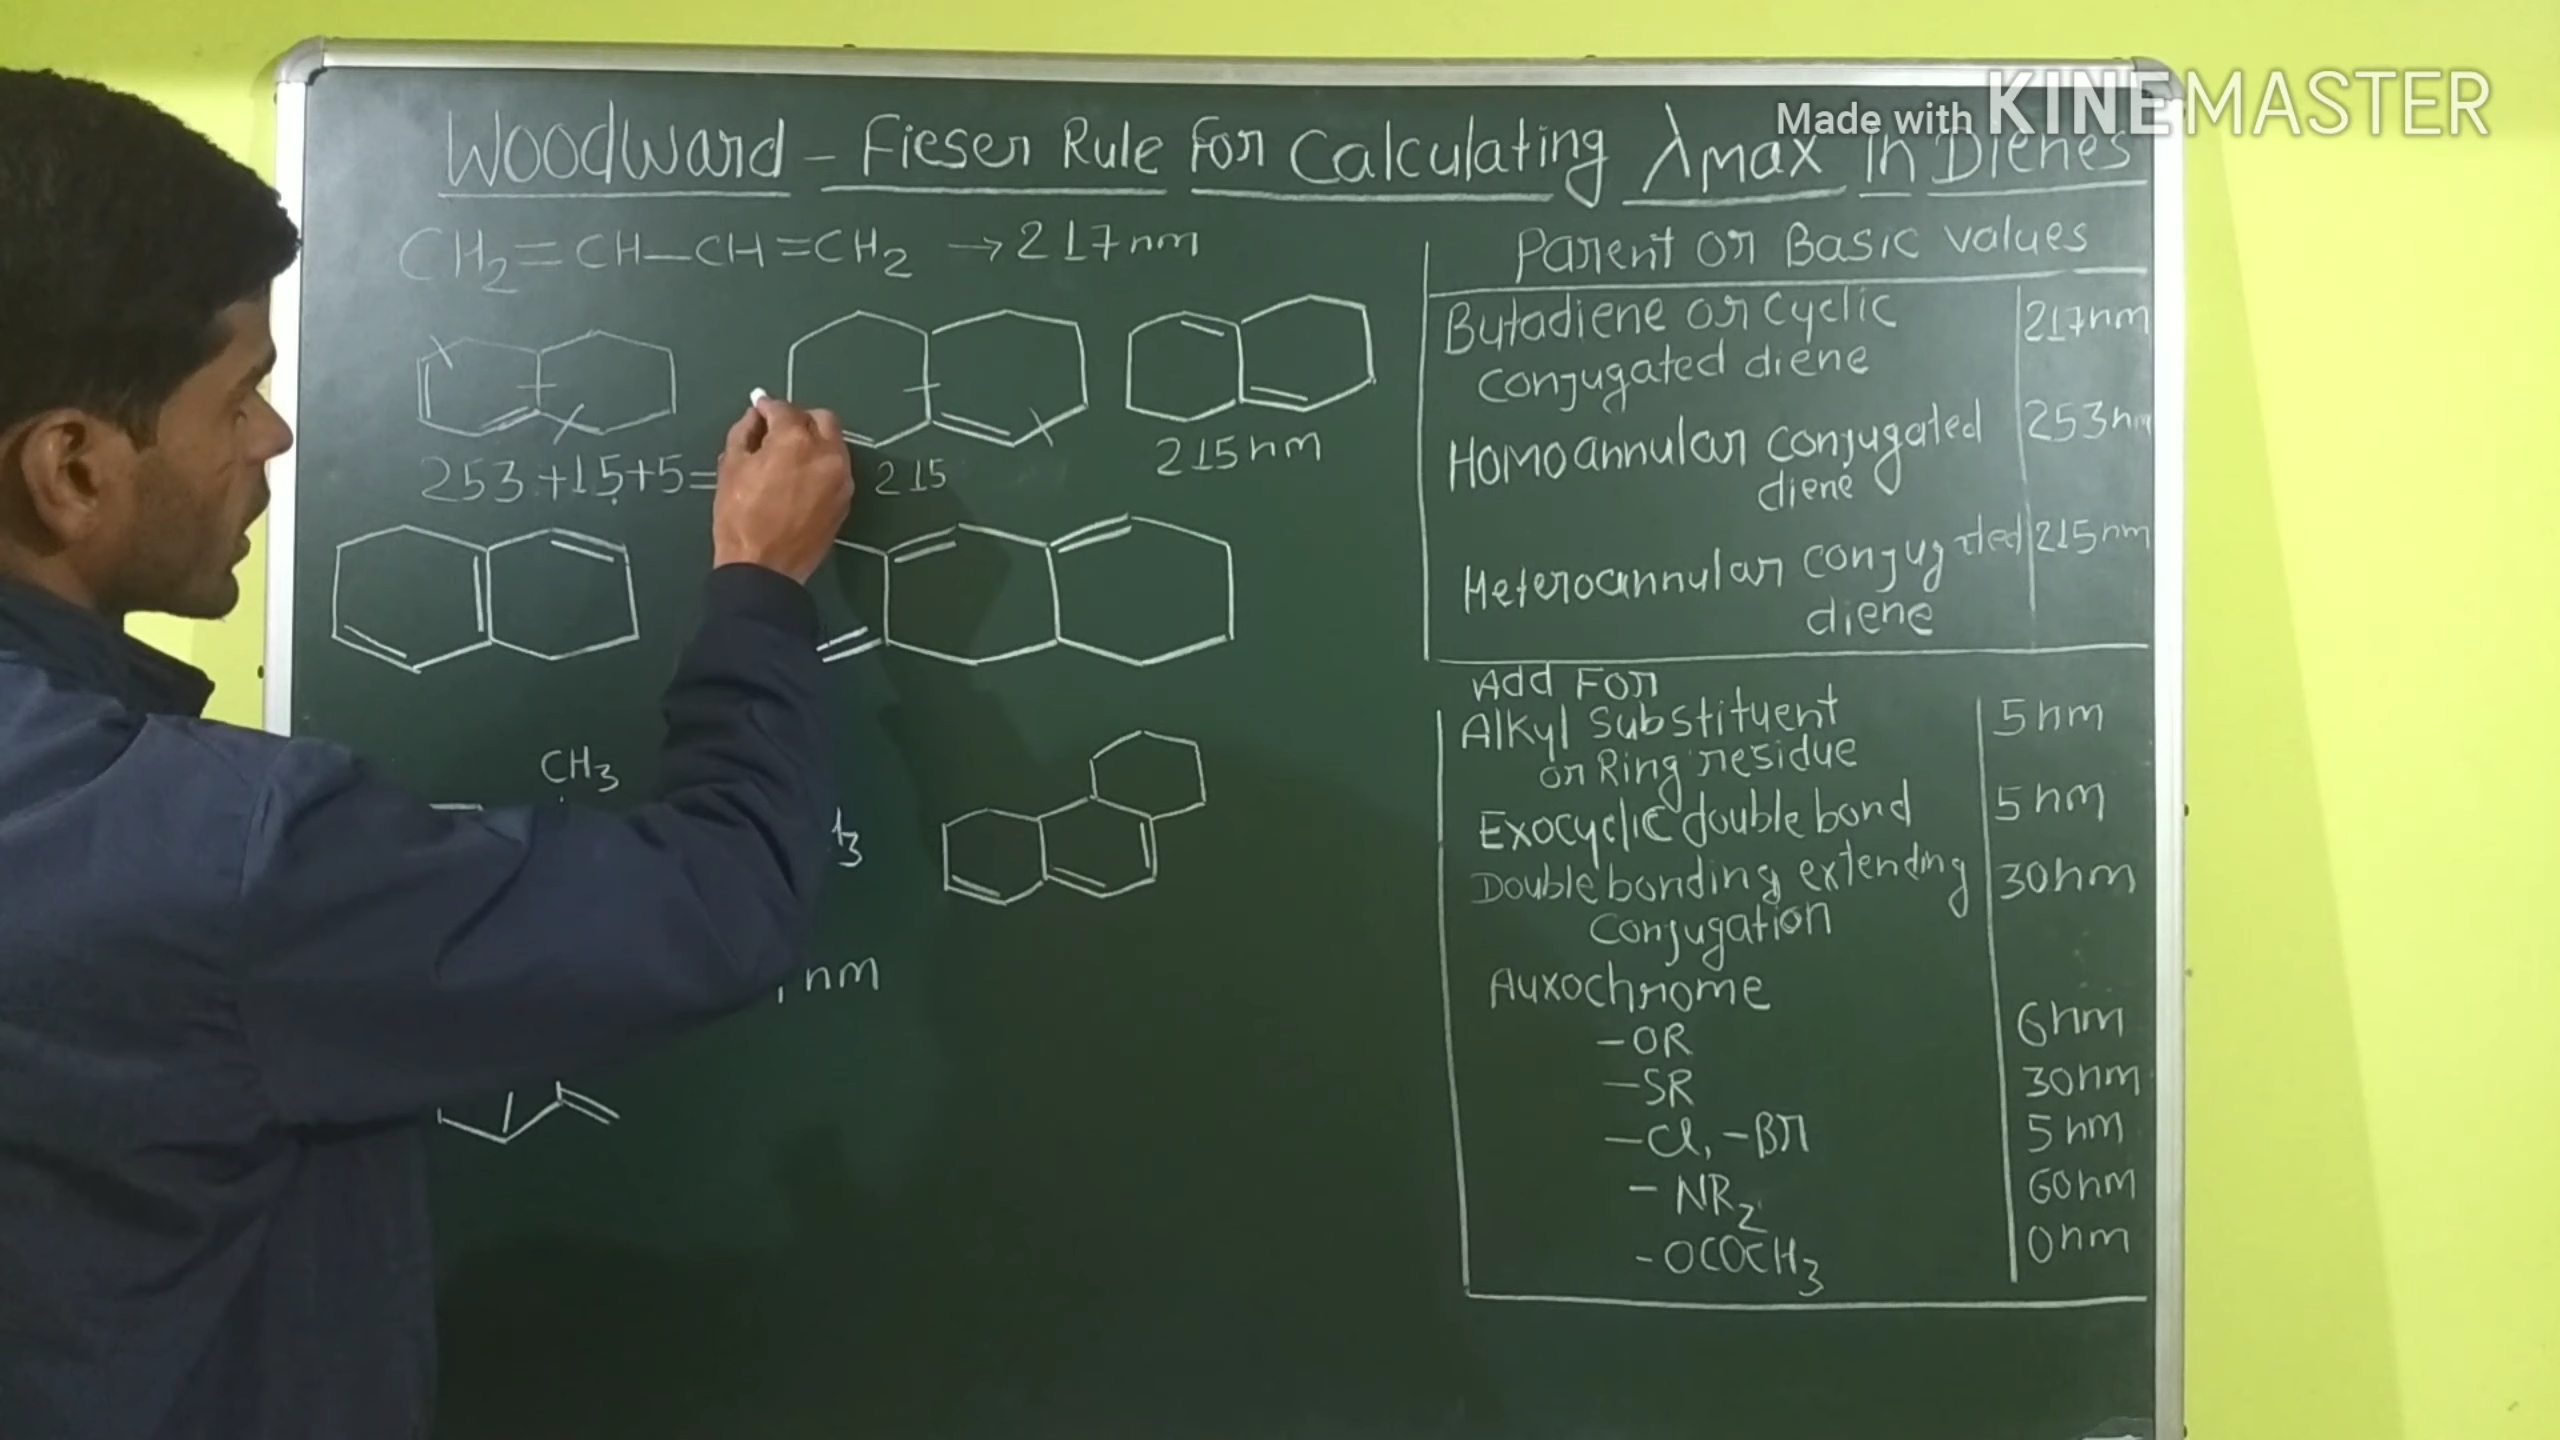 Made with KINEMASTER
Woodward - Fieser Rule For Calculating λmax in Dienes
CH2=CH-CH=CH2 → 217nm
253+15+5=
215
215nm
CH3
3
nm
Parent or Basic values
Butadiene or cyclic conjugated diene 217nm
Homoannular conjugated diene 253nm
Heteroannular conjugated diene 215nm
Add For
Alkyl substituent or Ring residue 5nm
Exocyclic double bond 5nm
Double bonding extending conjugation 30nm
Auxochrome
-OR 6nm
-SR 30nm
-Cl, -Br 5nm
-NR2 60nm
-OCOCH3 0nm